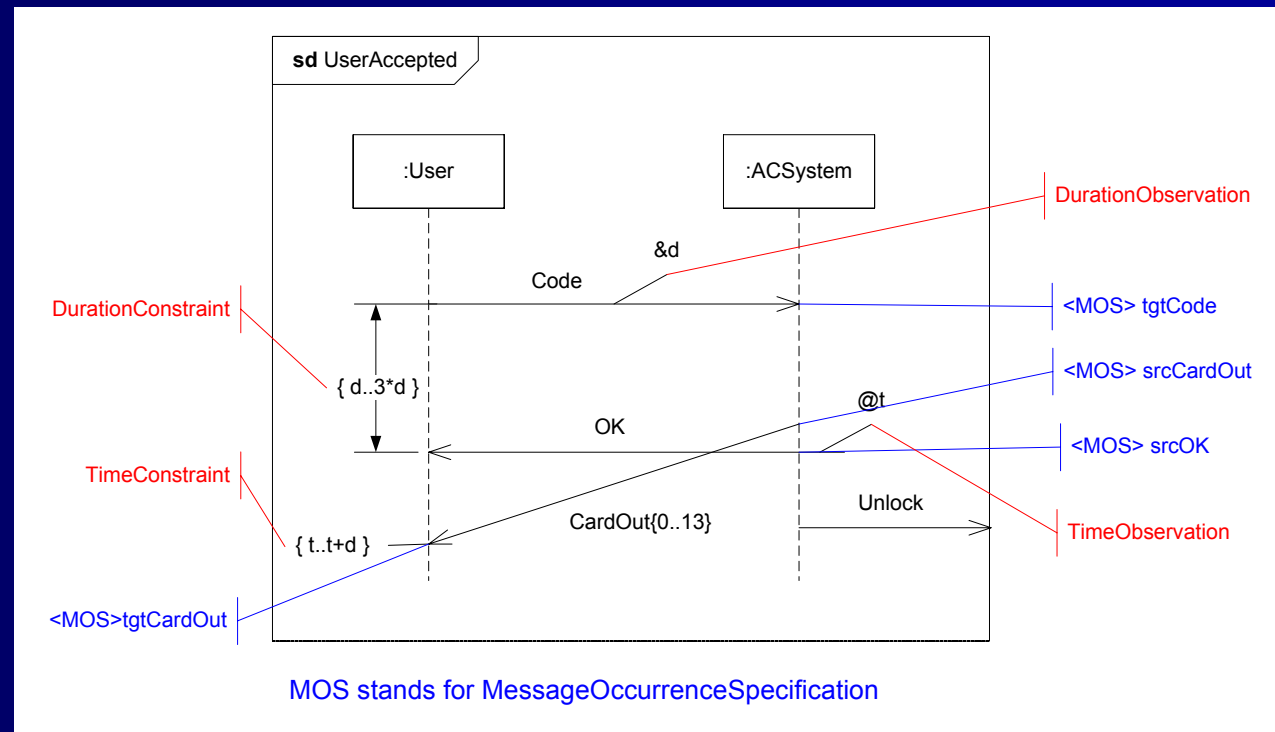 sd UserAccepted
:User
:ACSystem
DurationObservation
&d
Code
DurationConstraint
<MOS> tgtCode
<MOS> srcCardOut
{ d..3*d }
@t
OK
<MOS> srcOK
TimeConstraint
Unlock
CardOut{0..13}
TimeObservation
{ t..t+d }
<MOS>tgtCardOut
MOS stands for MessageOccurrenceSpecification